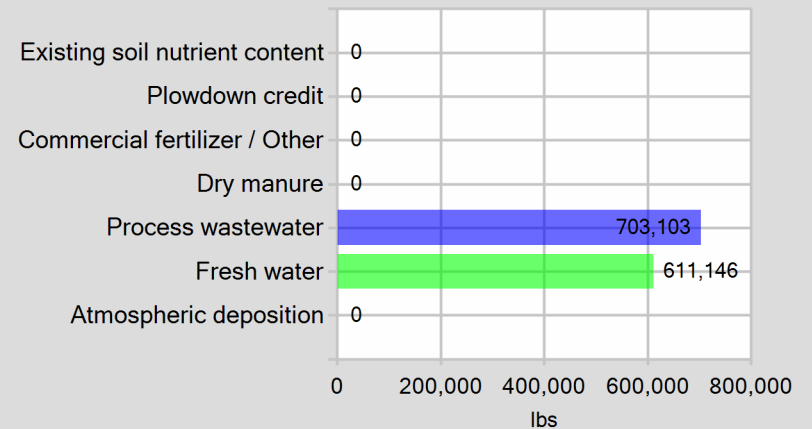 Existing soil nutrient content 0
Plowdown credit 0
Commercial fertilizer / Other 0
Dry manure 0
Process wastewater 703,103
Fresh water 611,146
Atmospheric deposition 0
0 200,000 400,000 600,000 800,000
lbs